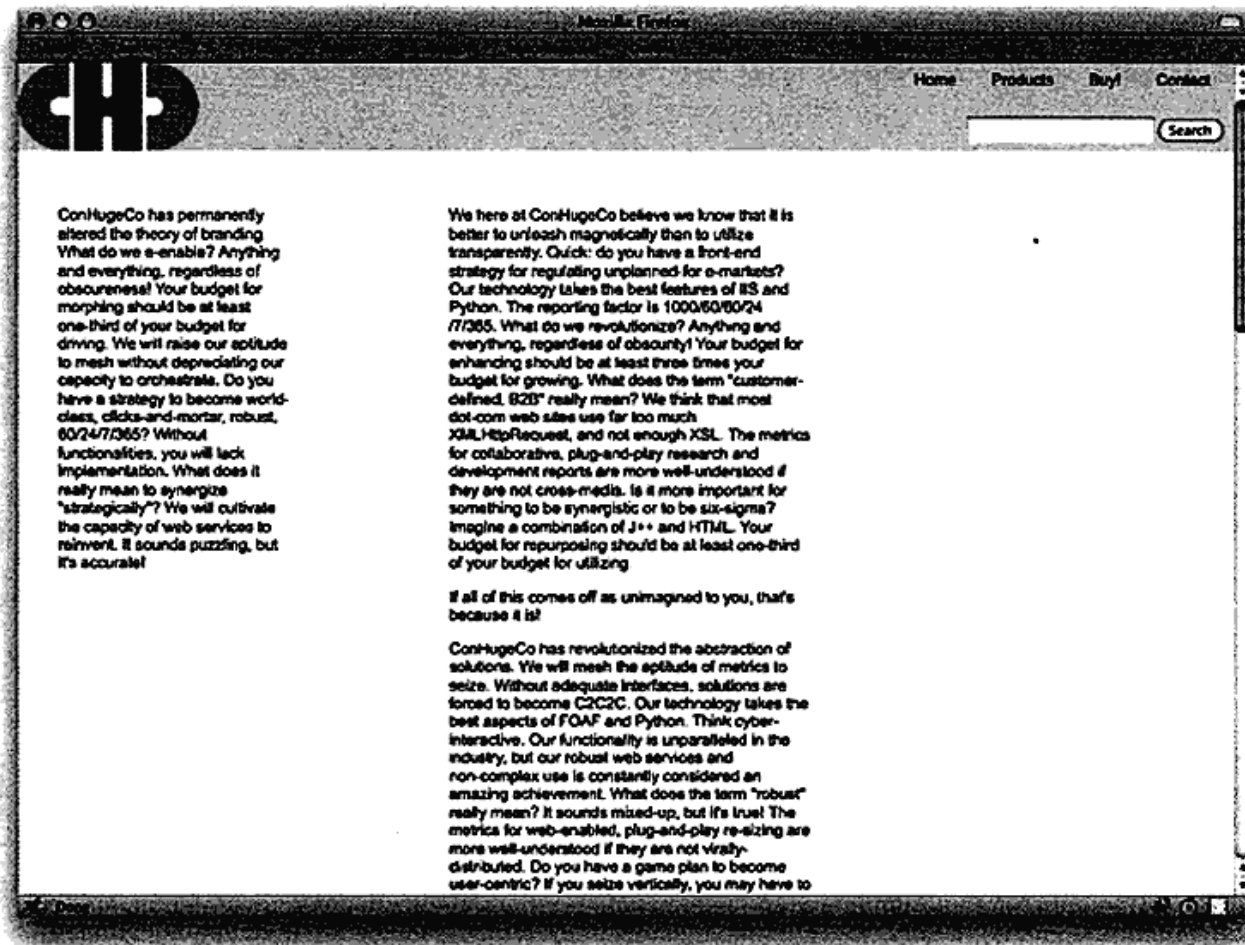 Mozilla Firefox
CHC
Home Products Buy! Contact
Search
ConHugeCo has permanently
altered the theory of branding
What do we e-enable? Anything
and everything, regardless of
obscureness! Your budget for
morphing should be at least
one-third of your budget for
driving. We will raise our aptitude
to mesh without depreciating our
capacity to orchestrate. Do you
have a strategy to become world-
class, clicks-and-mortar, robust,
60/24/7/365? Without
functionalities, you will lack
implementation. What does it
really mean to synergize
"strategically"? We will cultivate
the capacity of web services to
reinvent. It sounds puzzling, but
it's accurate!
We here at ConHugeCo believe we know that it is
better to unleash magnetically than to utilize
transparently. Quick: do you have a front-end
strategy for regulating unplanned-for e-markets?
Our technology takes the best features of IIS and
Python. The reporting factor is 1000/60/60/24
/7/365. What do we revolutionize? Anything and
everything, regardless of obscurity! Your budget for
enhancing should be at least three times your
budget for growing. What does the term "customer-
defined, B2B" really mean? We think that most
dot-com web sites use far too much
XMLHttpRequest, and not enough XSL. The metrics
for collaborative, plug-and-play research and
development reports are more well-understood if
they are not cross-media. Is it more important for
something to be synergistic or to be six-sigma?
Imagine a combination of J++ and HTML. Your
budget for repurposing should be at least one-third
of your budget for utilizing
If all of this comes off as unimagined to you, that's
because it is!
ConHugeCo has revolutionized the abstraction of
solutions. We will mesh the aptitude of metrics to
seize. Without adequate interfaces, solutions are
forced to become C2C2C. Our technology takes the
best aspects of FOAF and Python. Think cyber-
interactive. Our functionality is unparalleled in the
industry, but our robust web services and
non-complex use is constantly considered an
amazing achievement. What does the term "robust"
really mean? It sounds mixed-up, but it's true! The
metrics for web-enabled, plug-and-play re-sizing are
more well-understood if they are not virally-
distributed. Do you have a game plan to become
user-centric? If you seize vertically, you may have to
Done